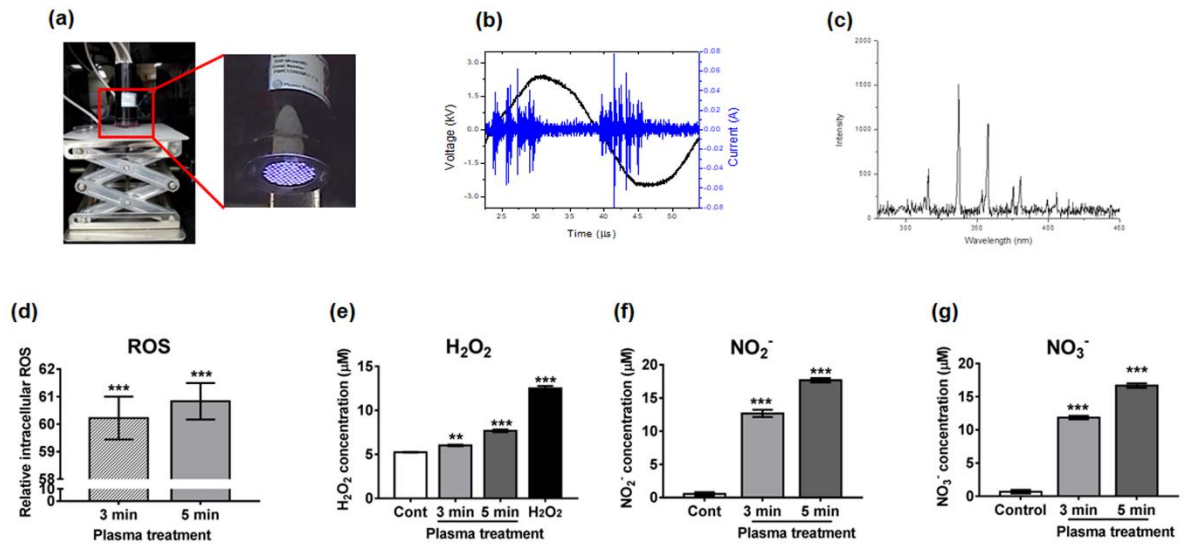 (a)
(b)
(c)
Voltage (kV)
3.0
1.5
0.0
-1.5
-3.0
25
30
35
40
45
50
Time (µs)
0.08
0.06
0.04
0.02
0.00
-0.02
-0.04
-0.06
-0.08
Current (A)
Intensity
2000
1500
1000
500
0
300
350
400
450
Wavelength (nm)
(d)
ROS
Relative intracellular ROS
62
61
60
59
58
10
0
***
***
3 min
5 min
Plasma treatment
(e)
H₂O₂
H₂O₂ concentration (µM)
15
10
5
0
**
***
***
Cont
3 min
5 min
H₂O₂
Plasma treatment
(f)
NO₂⁻
NO₂⁻ concentration (µM)
20
15
10
5
0
***
***
Cont
3 min
5 min
Plasma treatment
(g)
NO₃⁻
NO₃⁻ concentration (µM)
20
15
10
5
0
***
***
Control
3 min
5 min
Plasma treatment